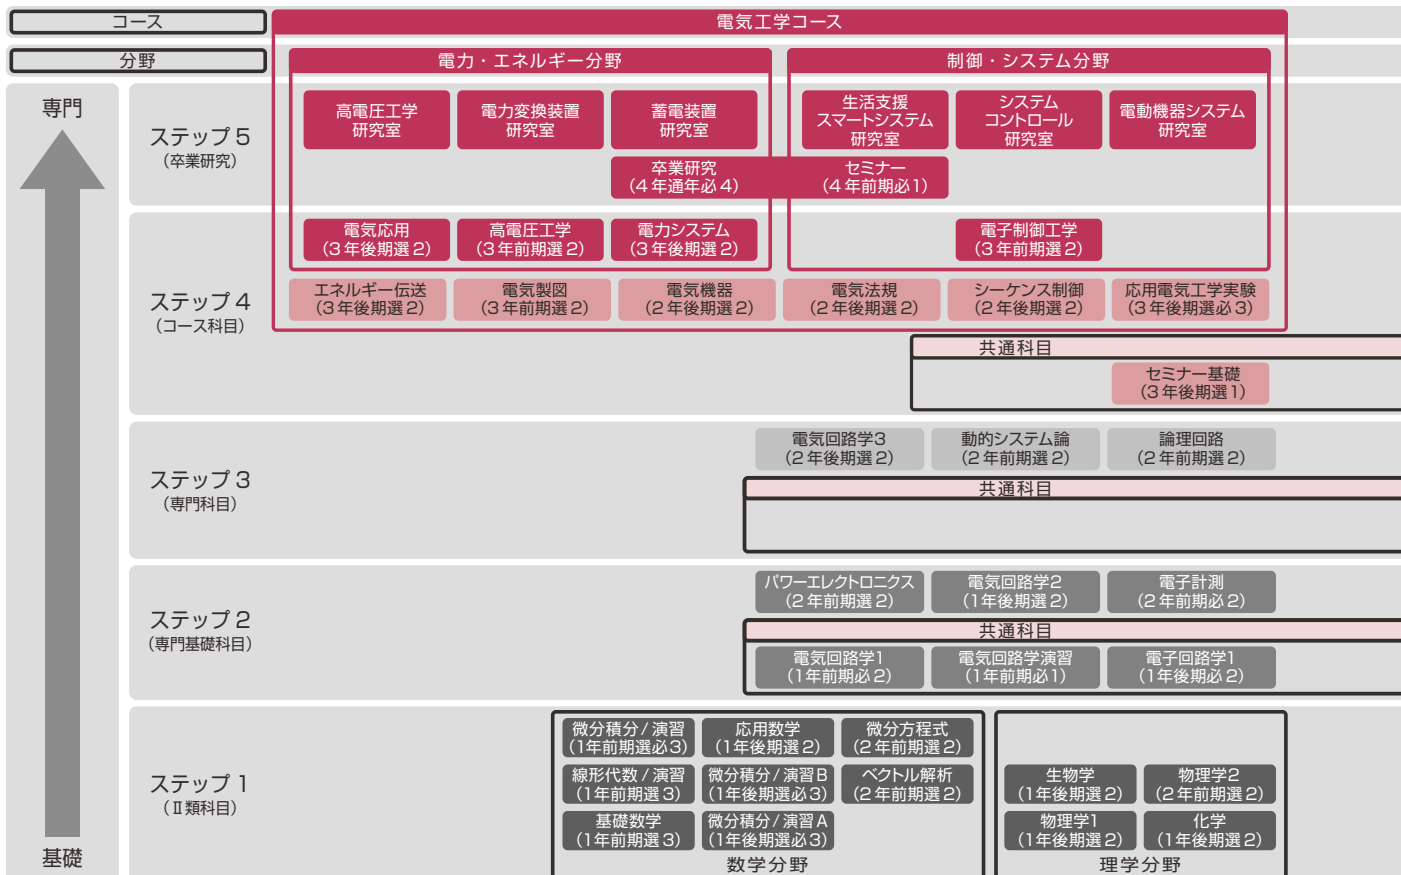 コース
電気工学コース
分野
電力・エネルギー分野
制御・システム分野
専門
ステップ 5
（卒業研究）
高電圧工学
研究室
電力変換装置
研究室
蓄電装置
研究室
生活支援
スマートシステム
研究室
システム
コントロール
研究室
電動機器システム
研究室
卒業研究
（4 年通年必 4）
セミナー
（4 年前期必 1）
電気応用
（3 年後期選 2）
高電圧工学
（3 年前期選 2）
電力システム
（3 年後期選 2）
電子制御工学
（3 年前期選 2）
ステップ 4
（コース科目）
エネルギー伝送
（3 年後期選 2）
電気製図
（3 年前期選 2）
電気機器
（2 年後期選 2）
電気法規
（2 年後期選 2）
シーケンス制御
（2 年後期選 2）
応用電気工学実験
（3 年後期選必 3）
共通科目
セミナー基礎
（3 年後期選 1）
ステップ 3
（専門科目）
電気回路学3
（2 年後期選 2）
動的システム論
（2 年前期選 2）
論理回路
（2 年前期選 2）
共通科目
ステップ 2
（専門基礎科目）
パワーエレクトロニクス
（2 年前期選 2）
電気回路学2
（1年後期選 2）
電子計測
（2 年前期必 2）
共通科目
電気回路学1
（1年前期必 2）
電気回路学演習
（1年前期必 1）
電子回路学1
（1年後期必 2）
ステップ 1
（Ⅱ類科目）
微分積分 / 演習
（1年前期選必 3）
応用数学
（1年後期選 2）
微分方程式
（2 年前期選 2）
線形代数 / 演習
（1年前期選 3）
微分積分 / 演習 B
（1年後期選必 3）
ベクトル解析
（2 年前期選 2）
基礎数学
（1年前期選 3）
微分積分 / 演習 A
（1年後期選必 3）
数学分野
生物学
（1年後期選 2）
物理学2
（2 年前期選 2）
物理学1
（1年後期選 2）
化学
（1年後期選 2）
理学分野
基礎